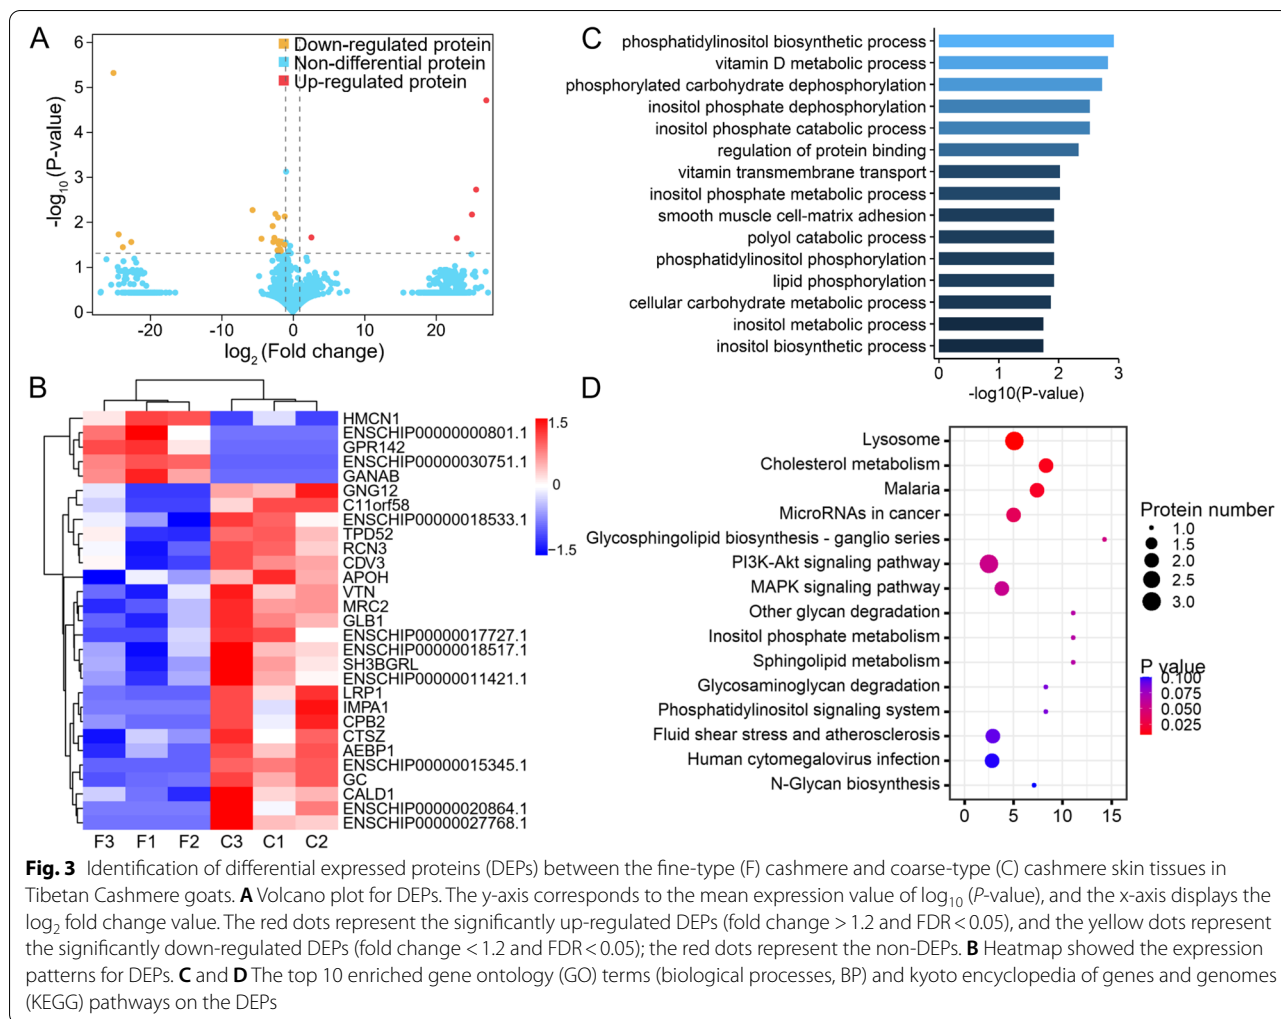 A
6
5
4
3
2
1
0
-log10 (P-value)
Down-regulated protein
Non-differential protein
Up-regulated protein
-20
-10
0
10
20
log2 (Fold change)
C
phosphatidylinositol biosynthetic process
vitamin D metabolic process
phosphorylated carbohydrate dephosphorylation
inositol phosphate dephosphorylation
inositol phosphate catabolic process
regulation of protein binding
vitamin transmembrane transport
inositol phosphate metabolic process
smooth muscle cell-matrix adhesion
polyol catabolic process
phosphatidylinositol phosphorylation
lipid phosphorylation
cellular carbohydrate metabolic process
inositol metabolic process
inositol biosynthetic process
0
1
2
3
-log10(P-value)
B
HMCN1
ENSCHIP00000000801.1
GPR142
ENSCHIP00000030751.1
GANAB
GNG12
C11orf58
ENSCHIP00000018533.1
TPD52
RCN3
CDV3
APOH
VTN
MRC2
GLB1
ENSCHIP00000017727.1
ENSCHIP00000018517.1
SH3BGRL
ENSCHIP00000011421.1
LRP1
IMPA1
CPB2
CTSZ
AEBP1
ENSCHIP00000015345.1
GC
CALD1
ENSCHIP00000020864.1
ENSCHIP00000027768.1
F3
F1
F2
C3
C1
C2
1.5
0
−1.5
D
Lysosome
Cholesterol metabolism
Malaria
MicroRNAs in cancer
Glycosphingolipid biosynthesis - ganglio series
PI3K-Akt signaling pathway
MAPK signaling pathway
Other glycan degradation
Inositol phosphate metabolism
Sphingolipid metabolism
Glycosaminoglycan degradation
Phosphatidylinositol signaling system
Fluid shear stress and atherosclerosis
Human cytomegalovirus infection
N-Glycan biosynthesis
0
5
10
15
Protein number
1.0
1.5
2.0
2.5
3.0
P value
0.100
0.075
0.050
0.025
Fig. 3 Identification of differential expressed proteins (DEPs) between the fine-type (F) cashmere and coarse-type (C) cashmere skin tissues in
Tibetan Cashmere goats. A Volcano plot for DEPs. The y-axis corresponds to the mean expression value of log10 (P-value), and the x-axis displays the
log2 fold change value. The red dots represent the significantly up-regulated DEPs (fold change > 1.2 and FDR < 0.05), and the yellow dots represent
the significantly down-regulated DEPs (fold change < 1.2 and FDR < 0.05); the red dots represent the non-DEPs. B Heatmap showed the expression
patterns for DEPs. C and D The top 10 enriched gene ontology (GO) terms (biological processes, BP) and kyoto encyclopedia of genes and genomes
(KEGG) pathways on the DEPs